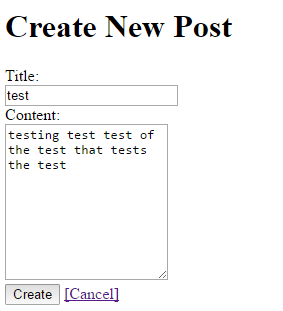 Create New Post
Title:
test
Content:
testing test test of
the test that tests
the test
Create [Cancel]